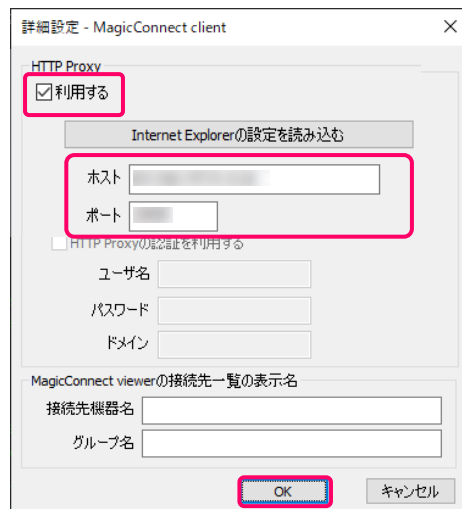 詳細設定 - MagicConnect client
HTTP Proxy
利用する
Internet Explorerの設定を読み込む
ホスト
ポート
HTTP Proxyの認証を利用する
ユーザ名
パスワード
ドメイン
MagicConnect viewerの接続先一覧の表示名
接続先機器名
グループ名
OK
キャンセル